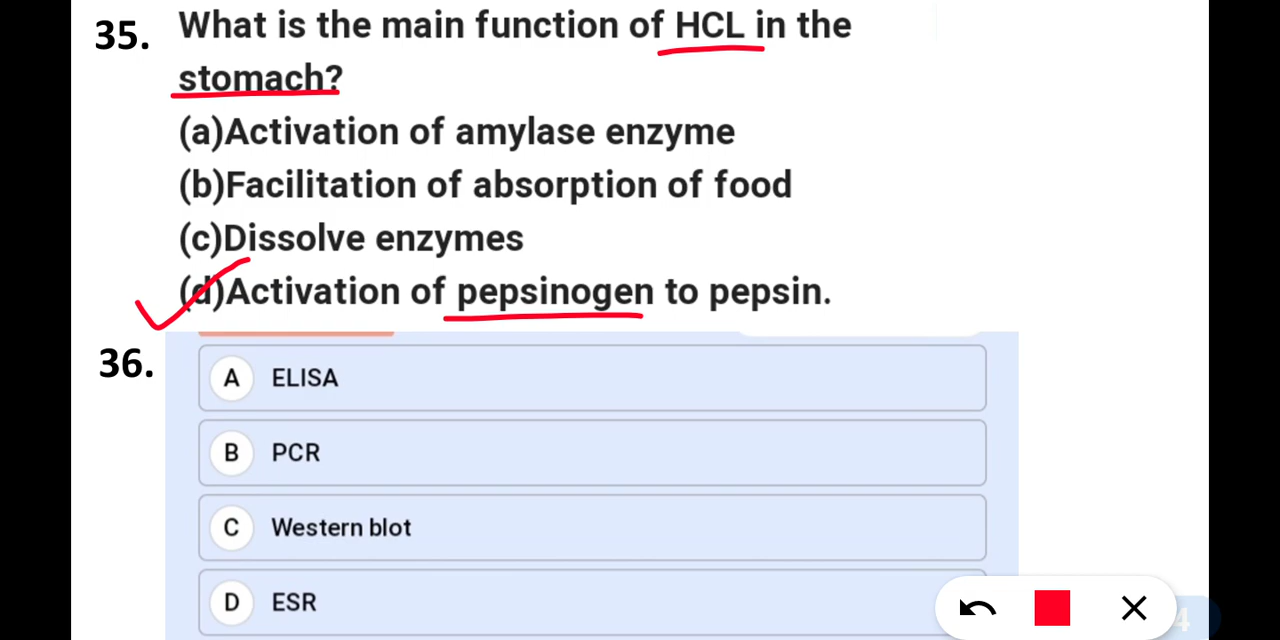 35. What is the main function of HCL in the
stomach?
(a)Activation of amylase enzyme
(b)Facilitation of absorption of food
(c)Dissolve enzymes
(d)Activation of pepsinogen to pepsin.
36.
A ELISA
B PCR
C Western blot
D ESR
4